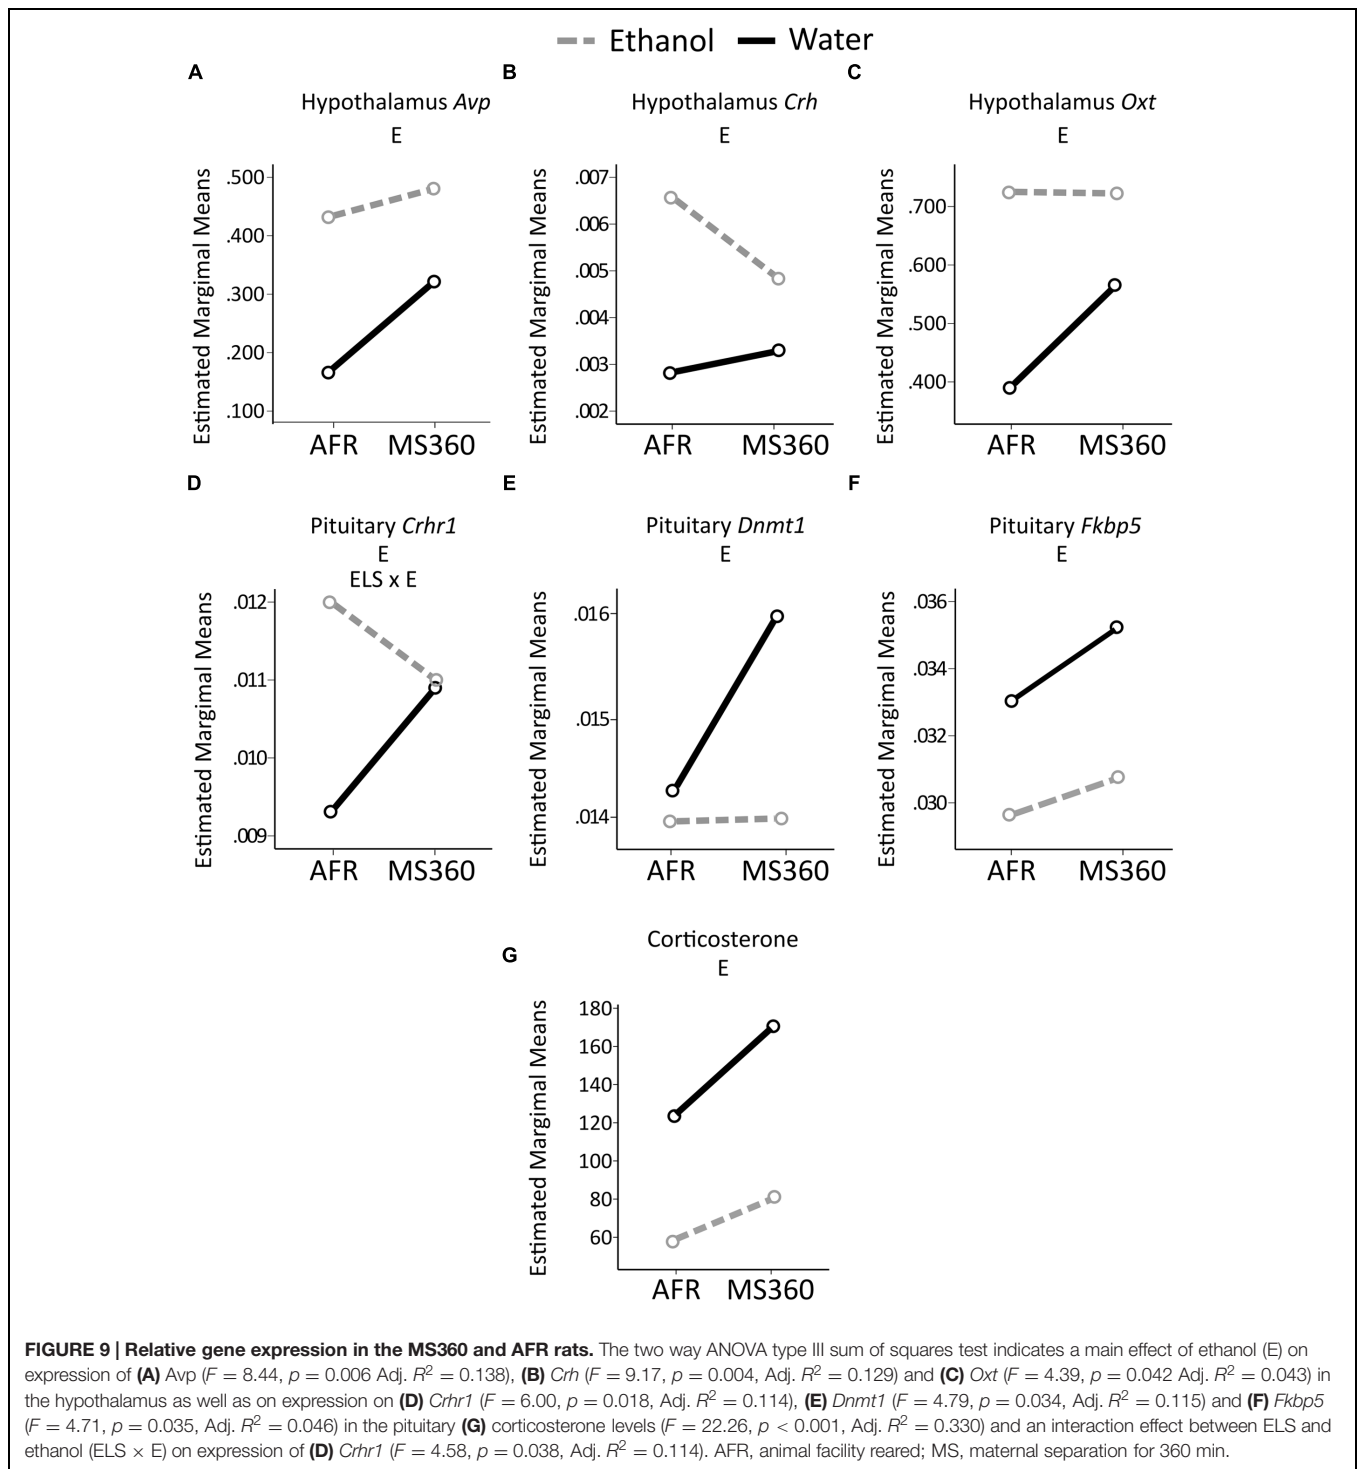 Ethanol Water
A
Hypothalamus Avp
E
Estimated Margimal Means
.500
.400
.300
.200
.100
AFR MS360
B
Hypothalamus Crh
E
Estimated Margimal Means
.007
.006
.005
.004
.003
.002
AFR MS360
C
Hypothalamus Oxt
E
Estimated Margimal Means
.700
.600
.500
.400
AFR MS360
D
Pituitary Crhr1
E
ELS x E
Estimated Margimal Means
.012
.011
.010
.009
AFR MS360
E
Pituitary Dnmt1
E
Estimated Margimal Means
.016
.015
.014
AFR MS360
F
Pituitary Fkbp5
E
Estimated Margimal Means
.036
.034
.032
.030
AFR MS360
G
Corticosterone
E
Estimated Margimal Means
180
160
140
120
100
80
60
AFR MS360
FIGURE 9 | Relative gene expression in the MS360 and AFR rats. The two way ANOVA type III sum of squares test indicates a main effect of ethanol (E) on
expression of (A) Avp (F = 8.44, p = 0.006 Adj. R² = 0.138), (B) Crh (F = 9.17, p = 0.004, Adj. R² = 0.129) and (C) Oxt (F = 4.39, p = 0.042 Adj. R² = 0.043) in
the hypothalamus as well as on expression on (D) Crhr1 (F = 6.00, p = 0.018, Adj. R² = 0.114), (E) Dnmt1 (F = 4.79, p = 0.034, Adj. R² = 0.115) and (F) Fkbp5
(F = 4.71, p = 0.035, Adj. R² = 0.046) in the pituitary (G) corticosterone levels (F = 22.26, p < 0.001, Adj. R² = 0.330) and an interaction effect between ELS and
ethanol (ELS × E) on expression of (D) Crhr1 (F = 4.58, p = 0.038, Adj. R² = 0.114). AFR, animal facility reared; MS, maternal separation for 360 min.